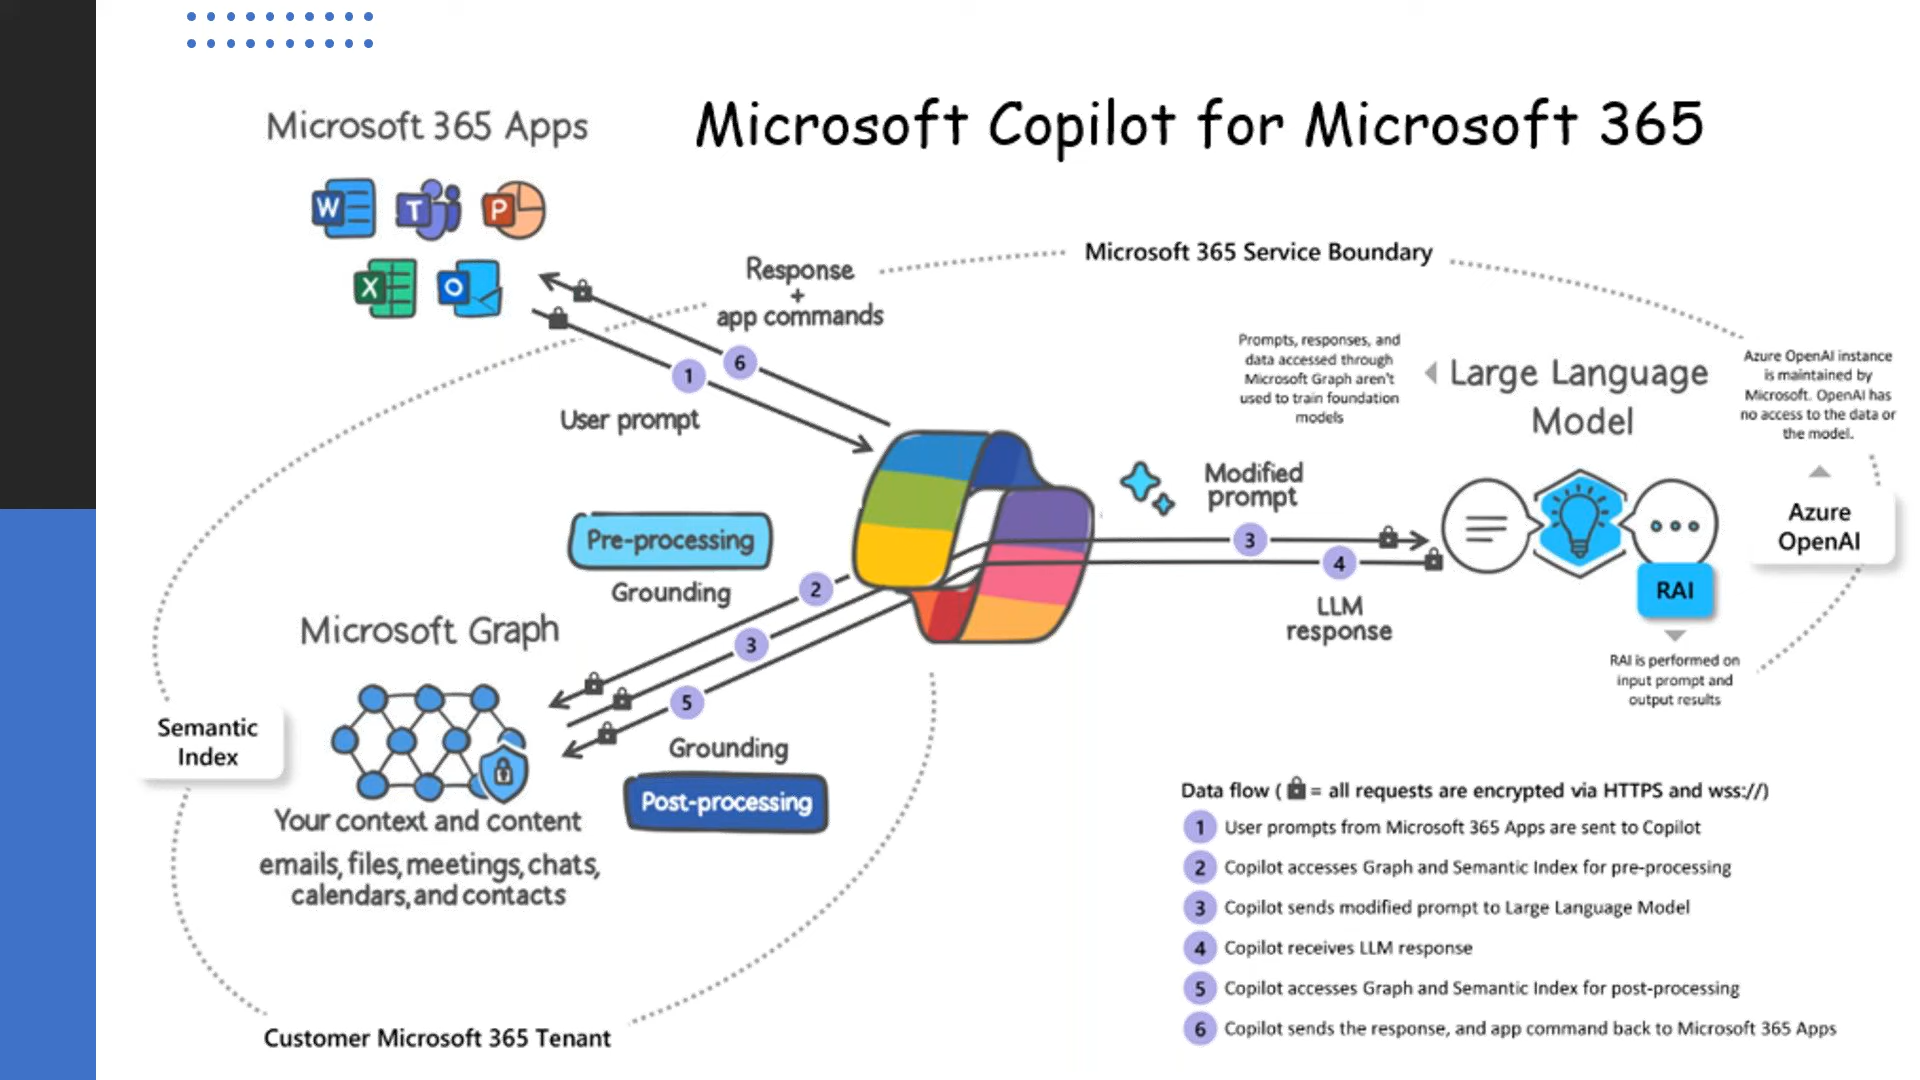 Microsoft Copilot for Microsoft 365
Microsoft 365 Apps
W
T
P
X
O
Response
+
app commands
Microsoft 365 Service Boundary
1
6
User prompt
Prompts, responses, and
data accessed through
Microsoft Graph aren't
used to train foundation
models
Large Language
Model
Azure OpenAI instance
is maintained by
Microsoft. OpenAI has
no access to the data or
the model.
Modified
prompt
3
4
LLM
response
Azure
OpenAI
RAI
RAI is performed on
input prompt and
output results
Pre-processing
Grounding
2
3
5
Microsoft Graph
Grounding
Post-processing
Semantic
Index
Your context and content
emails, files, meetings, chats,
calendars, and contacts
Customer Microsoft 365 Tenant
Data flow ( = all requests are encrypted via HTTPS and wss://)
1 User prompts from Microsoft 365 Apps are sent to Copilot
2 Copilot accesses Graph and Semantic Index for pre-processing
3 Copilot sends modified prompt to Large Language Model
4 Copilot receives LLM response
5 Copilot accesses Graph and Semantic Index for post-processing
6 Copilot sends the response, and app command back to Microsoft 365 Apps